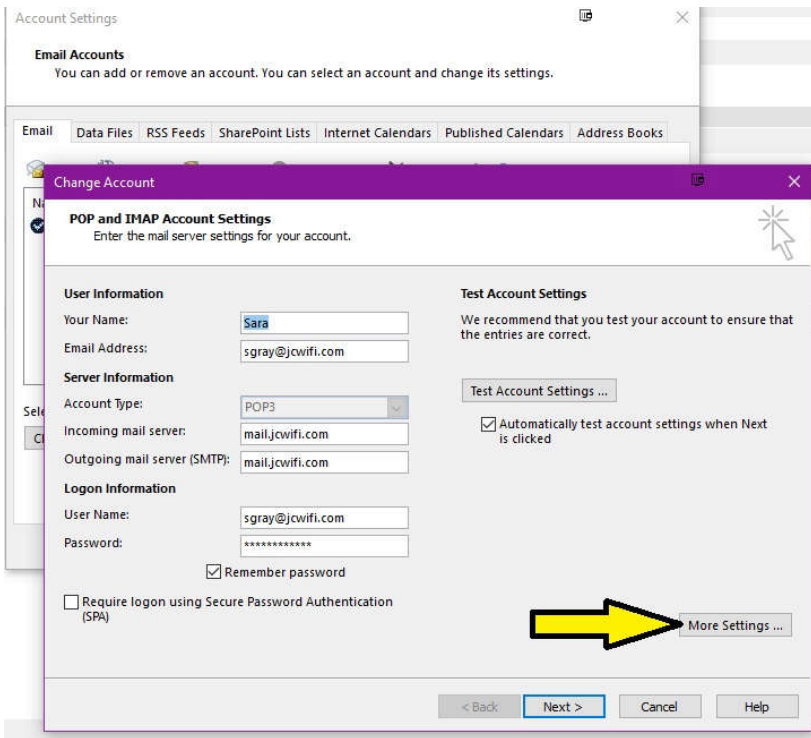 Account Settings
Email Accounts
You can add or remove an account. You can select an account and change its settings.
Email Data Files RSS Feeds SharePoint Lists Internet Calendars Published Calendars Address Books
Change Account
POP and IMAP Account Settings
Enter the mail server settings for your account.
User Information
Your Name: Sara
Email Address: sgray@jcwifi.com
Server Information
Account Type: POP3
Incoming mail server: mail.jcwifi.com
Outgoing mail server (SMTP): mail.jcwifi.com
Logon Information
User Name: sgray@jcwifi.com
Password: ************
Remember password
Require logon using Secure Password Authentication
(SPA)
Test Account Settings
We recommend that you test your account to ensure that
the entries are correct.
Test Account Settings ...
Automatically test account settings when Next
is clicked
More Settings ...
< Back Next > Cancel Help